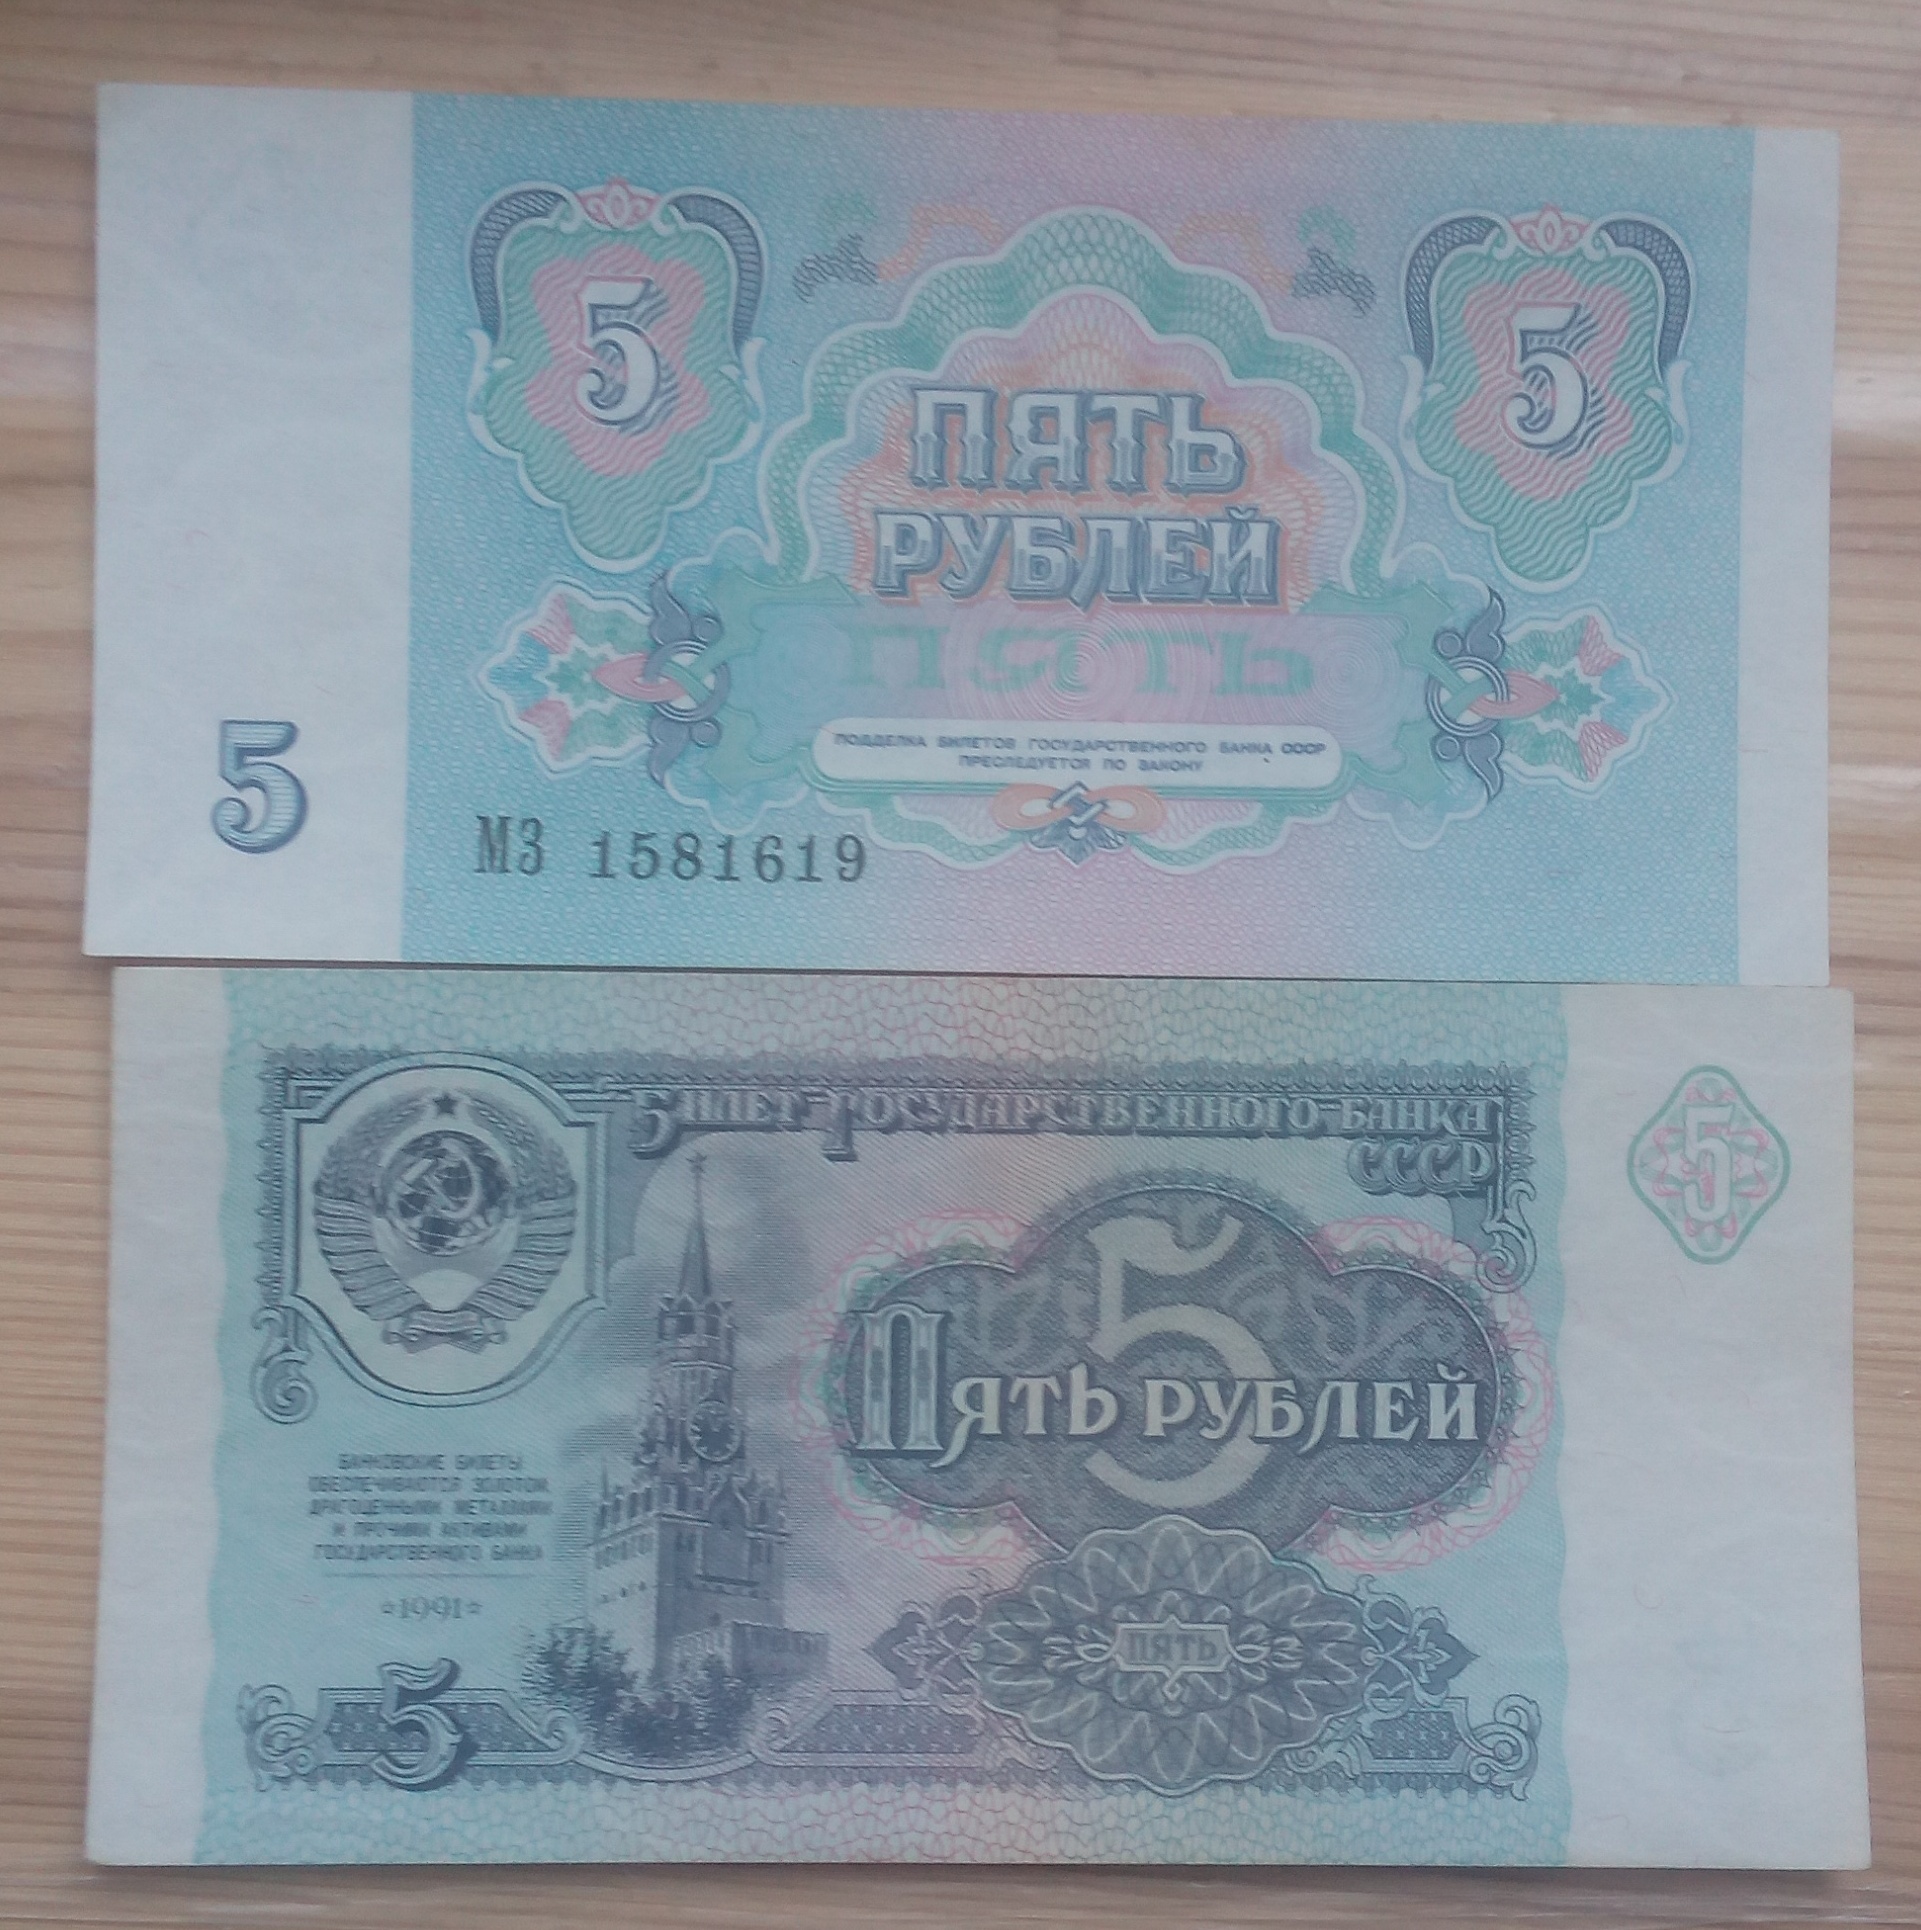 5
5
ПЯТЬ
РУБЛЕЙ
ПЯТЬ
ПОДДЕЛКА БИЛЕТОВ ГОСУДАРСТВЕННОГО БАНКА СССР
ПРЕСЛЕДУЕТСЯ ПО ЗАКОНУ
5
МЗ 1581619
БИЛЕТ ГОСУДАРСТВЕННОГО БАНКА
СССР
5
5
ПЯТЬ РУБЛЕЙ
БАНКОВСКИЕ БИЛЕТЫ
ОБЕСПЕЧИВАЮТСЯ ЗОЛОТОМ,
ДРАГОЦЕННЫМИ МЕТАЛЛАМИ
И ПРОЧИМИ АКТИВАМИ
ГОСУДАРСТВЕННОГО БАНКА
*1991*
ПЯТЬ
5